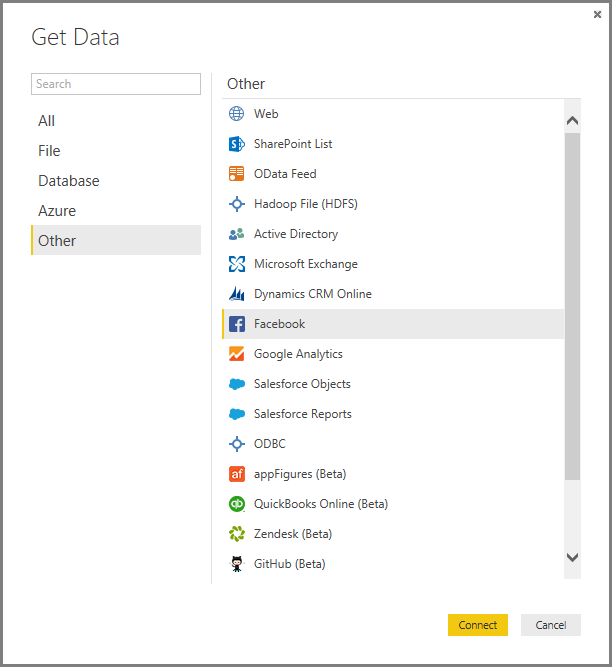 Get Data
Search
All
File
Database
Azure
Other
Other
Web
SharePoint List
OData Feed
Hadoop File (HDFS)
Active Directory
Microsoft Exchange
Dynamics CRM Online
Facebook
Google Analytics
Salesforce Objects
Salesforce Reports
ODBC
appFigures (Beta)
QuickBooks Online (Beta)
Zendesk (Beta)
GitHub (Beta)
Connect
Cancel